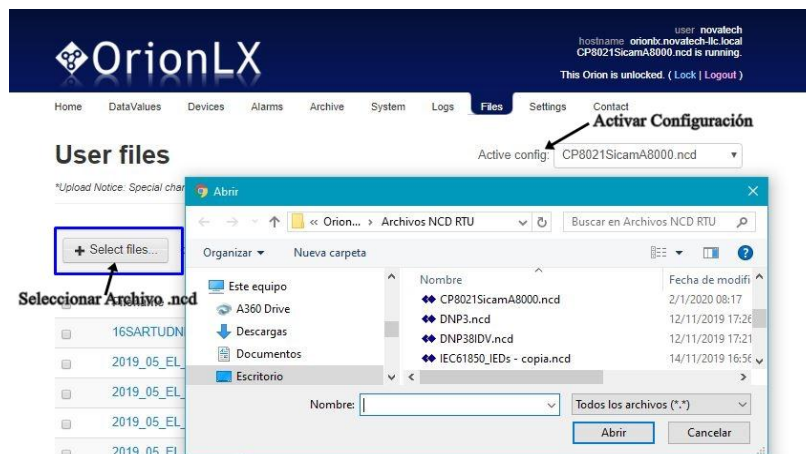 user novatech
hostname orionlx.novatech-llc.local
CP8021SicamA8000.ncd is running.
This Orion is unlocked. ( Lock | Logout )
OrionLX
Home DataValues Devices Alarms Archive System Logs Files Settings Contact
Activar Configuración
User files
Active config: CP8021SicamA8000.ncd
*Upload Notice: Special char
Abrir
« Orion... > Archivos NCD RTU
Buscar en Archivos NCD RTU
+ Select files...
Organizar Nueva carpeta
Seleccionar Archivo .ncd
Este equipo
A360 Drive
Descargas
Documentos
Escritorio
Nombre Fecha de modifi
CP8021SicamA8000.ncd 2/1/2020 08:17
DNP3.ncd 12/11/2019 17:26
DNP38IDV.ncd 12/11/2019 17:21
IEC61850_IEDs - copia.ncd 14/11/2019 16:56
16SARTUDN
2019_05_EL_
2019_05_EL_
2019_05_EL_
2019_05_EL
Nombre: Todos los archivos (*.*)
Abrir Cancelar